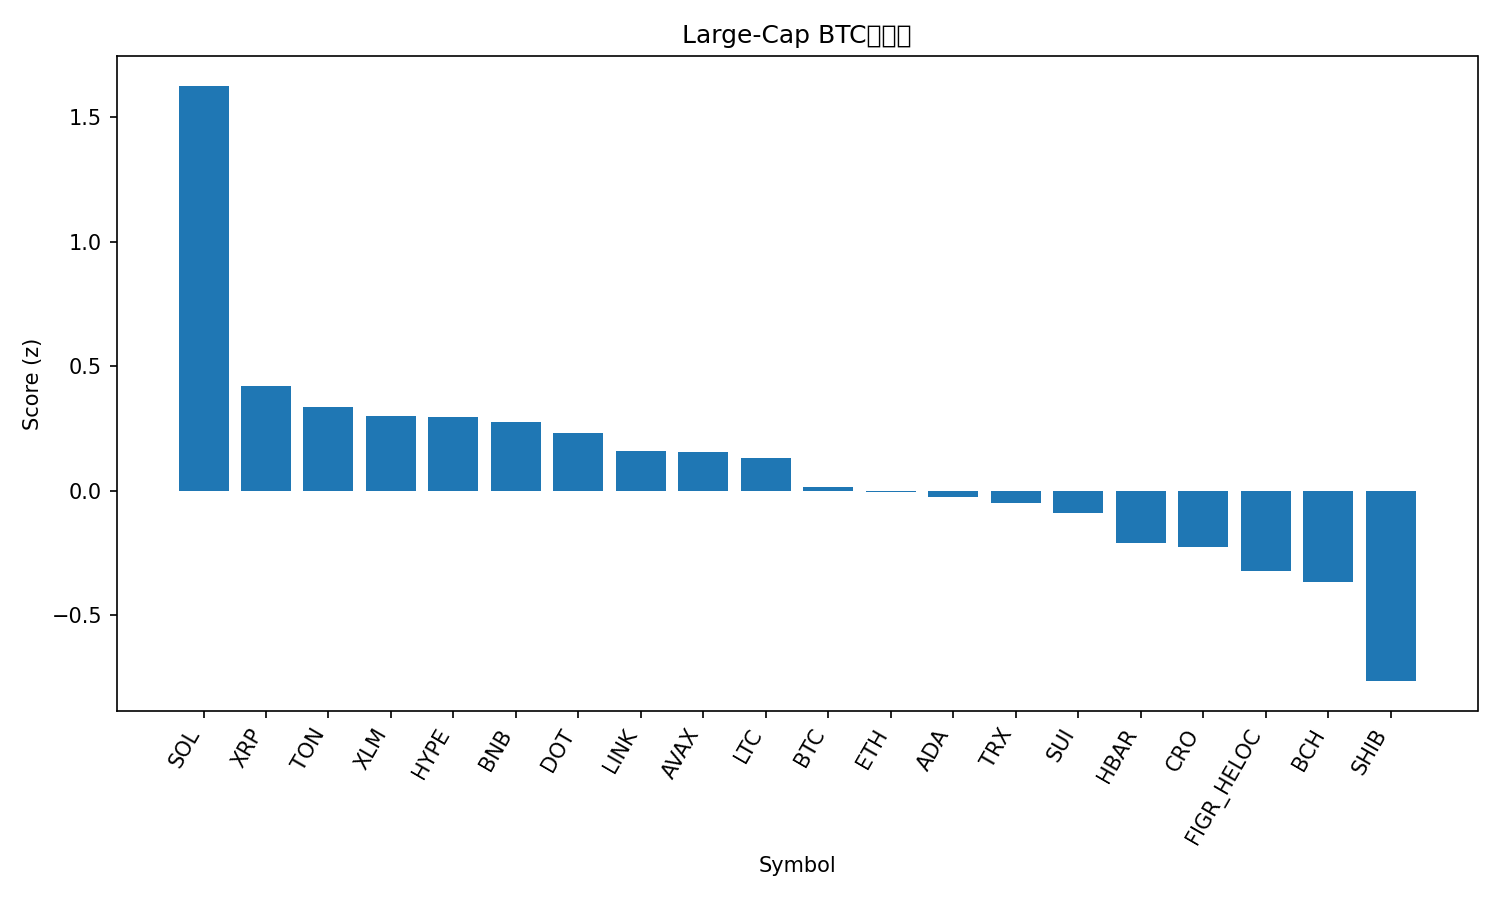 Large-Cap BTC
Score (z)
1.5
1.0
0.5
0.0
−0.5
SOL
XRP
TON
XLM
HYPE
BNB
DOT
LINK
AVAX
LTC
BTC
ETH
ADA
TRX
SUI
HBAR
CRO
FIGR_HELOC
BCH
SHIB
Symbol